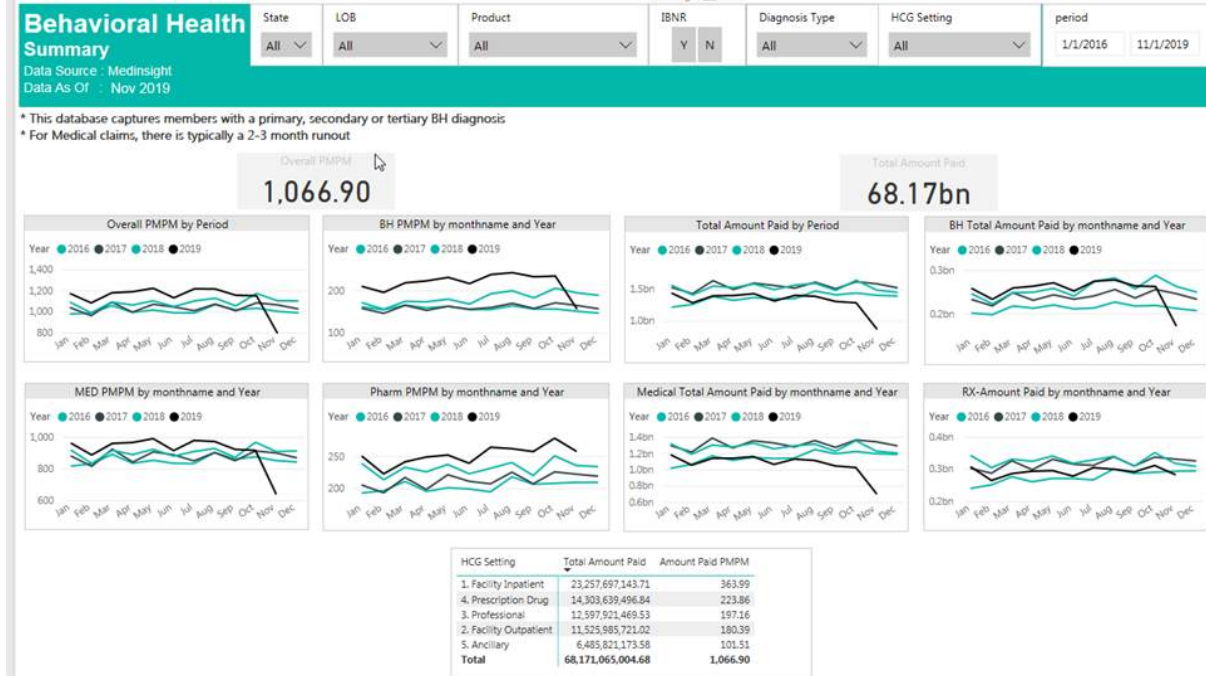 Behavioral Health
Summary
Data Source : Medinsight
Data As Of : Nov 2019
State
All
LOB
All
Product
All
IBNR
Y N
Diagnosis Type
All
HCG Setting
All
period
1/1/2016 11/1/2019
* This database captures members with a primary, secondary or tertiary BH diagnosis
* For Medical claims, there is typically a 2-3 month runout
Overall PMPM
1,066.90
Total Amount Paid
68.17bn
Overall PMPM by Period
Year 2016 2017 2018 2019
1,400
1,200
1,000
800
Jan Feb Mar Apr May Jun Jul Aug Sep Oct Nov Dec
BH PMPM by monthname and Year
Year 2016 2017 2018 2019
200
100
Jan Feb Mar Apr May Jun Jul Aug Sep Oct Nov Dec
Total Amount Paid by Period
Year 2016 2017 2018 2019
1.5bn
1.0bn
Jan Feb Mar Apr May Jun Jul Aug Sep Oct Nov Dec
BH Total Amount Paid by monthname and Year
Year 2016 2017 2018 2019
0.3bn
0.2bn
Jan Feb Mar Apr May Jun Jul Aug Sep Oct Nov Dec
MED PMPM by monthname and Year
Year 2016 2017 2018 2019
1,000
800
600
Jan Feb Mar Apr May Jun Jul Aug Sep Oct Nov Dec
Pharm PMPM by monthname and Year
Year 2016 2017 2018 2019
250
200
Jan Feb Mar Apr May Jun Jul Aug Sep Oct Nov Dec
Medical Total Amount Paid by monthname and Year
Year 2016 2017 2018 2019
1.4bn
1.2bn
1.0bn
0.8bn
0.6bn
Jan Feb Mar Apr May Jun Jul Aug Sep Oct Nov Dec
RX-Amount Paid by monthname and Year
Year 2016 2017 2018 2019
0.4bn
0.3bn
0.2bn
Jan Feb Mar Apr May Jun Jul Aug Sep Oct Nov Dec
HCG Setting Total Amount Paid Amount Paid PMPM
1. Facility Inpatient 23,257,697,143.71 363.99
4. Prescription Drug 14,303,639,496.84 223.86
3. Professional 12,597,921,469.53 197.16
2. Facility Outpatient 11,525,985,721.02 180.39
5. Ancillary 6,485,821,173.58 101.51
Total 68,171,065,004.68 1,066.90